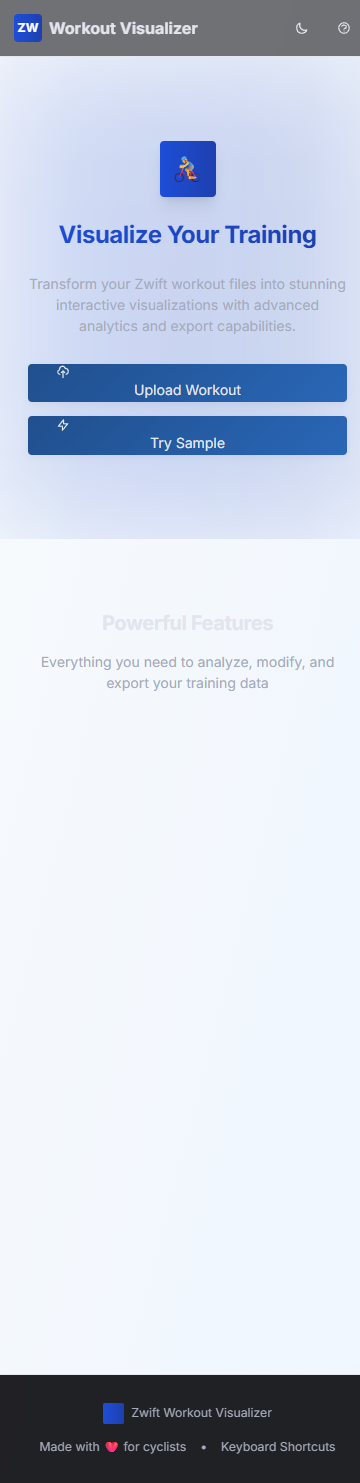 ZW Workout Visualizer
Visualize Your Training
Transform your Zwift workout files into stunning
interactive visualizations with advanced
analytics and export capabilities.
Upload Workout
Try Sample
Powerful Features
Everything you need to analyze, modify, and
export your training data
Zwift Workout Visualizer
Made with ❤️ for cyclists • Keyboard Shortcuts